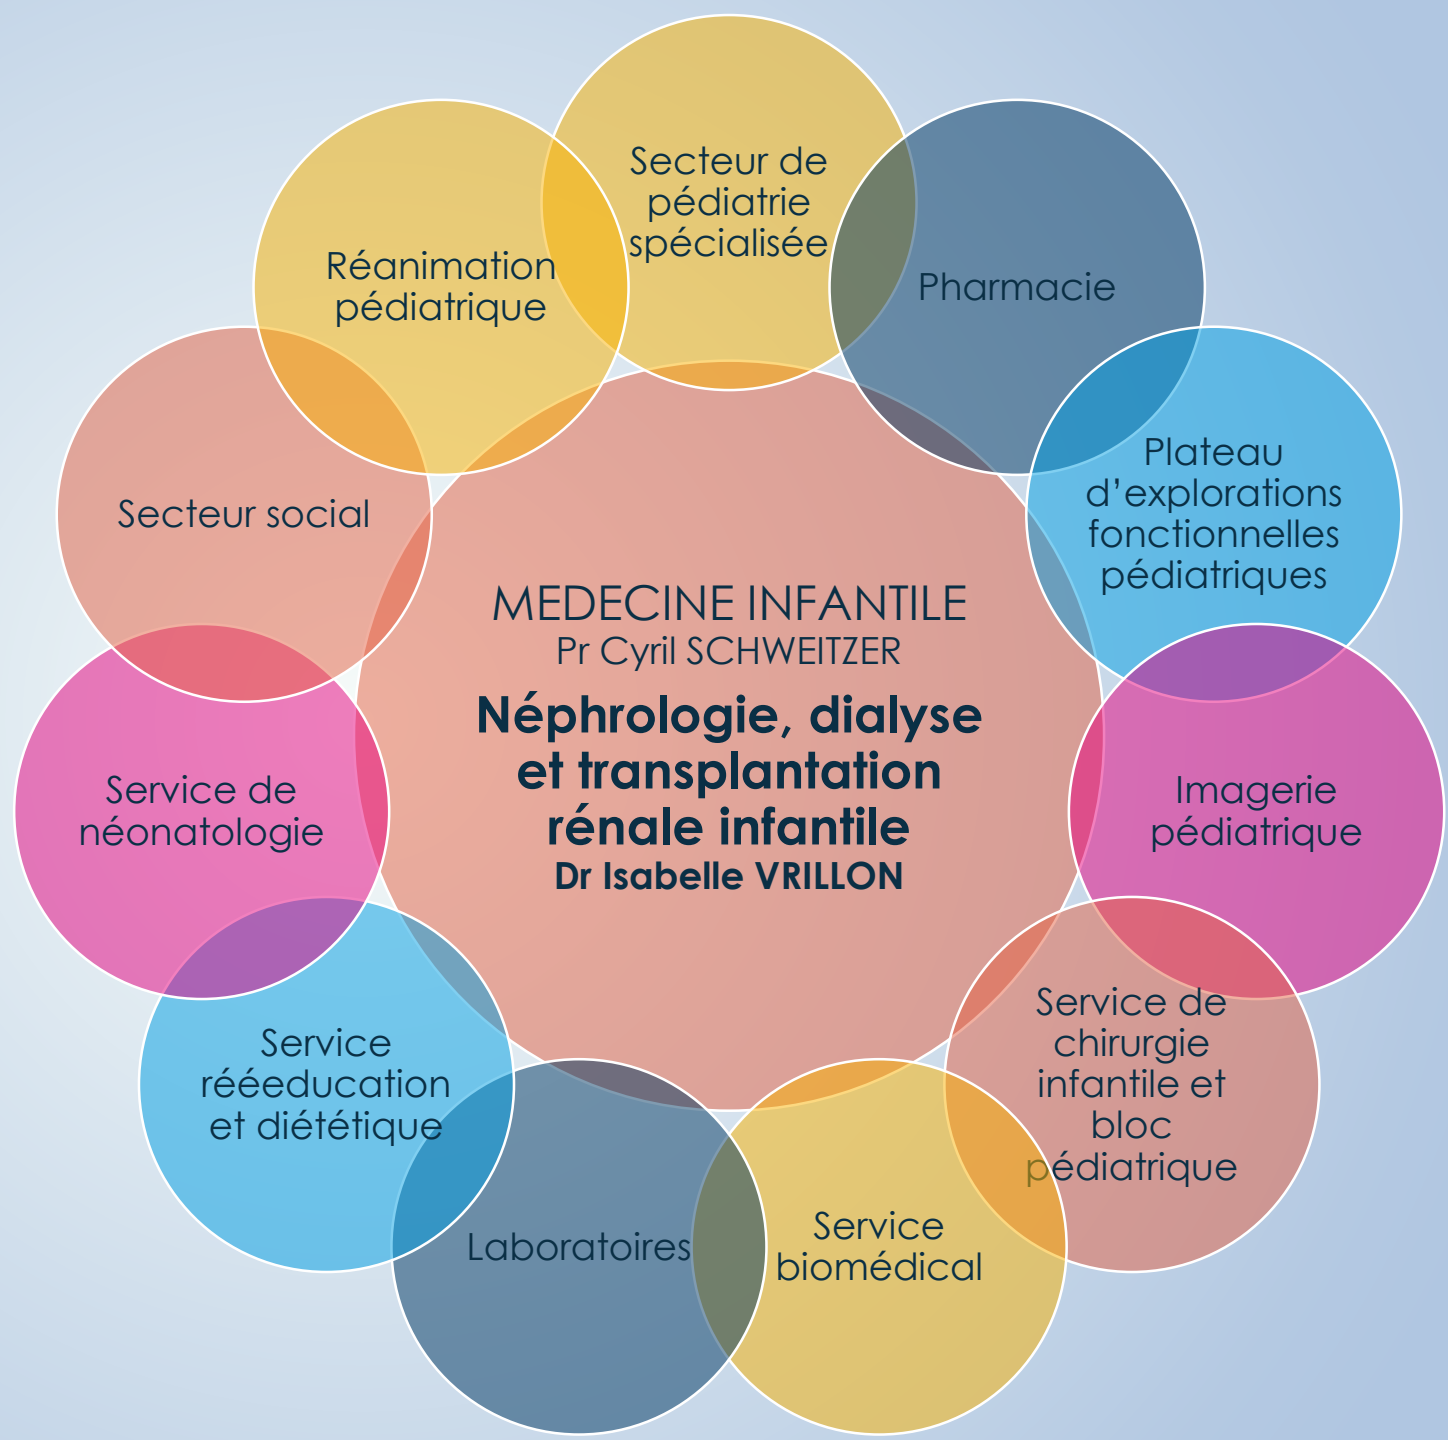 Secteur de
pédiatrie
spécialisée
Pharmacie
Plateau
d’explorations
fonctionnelles
pédiatriques
Imagerie
pédiatrique
Service de
chirurgie
infantile et
bloc
pédiatrique
Service
biomédical
Laboratoires
Service
rééeducation
et diététique
Service de
néonatologie
Secteur social
Réanimation
pédiatrique
MEDECINE INFANTILE
Pr Cyril SCHWEITZER
Néphrologie, dialyse
et transplantation
rénale infantile
Dr Isabelle VRILLON